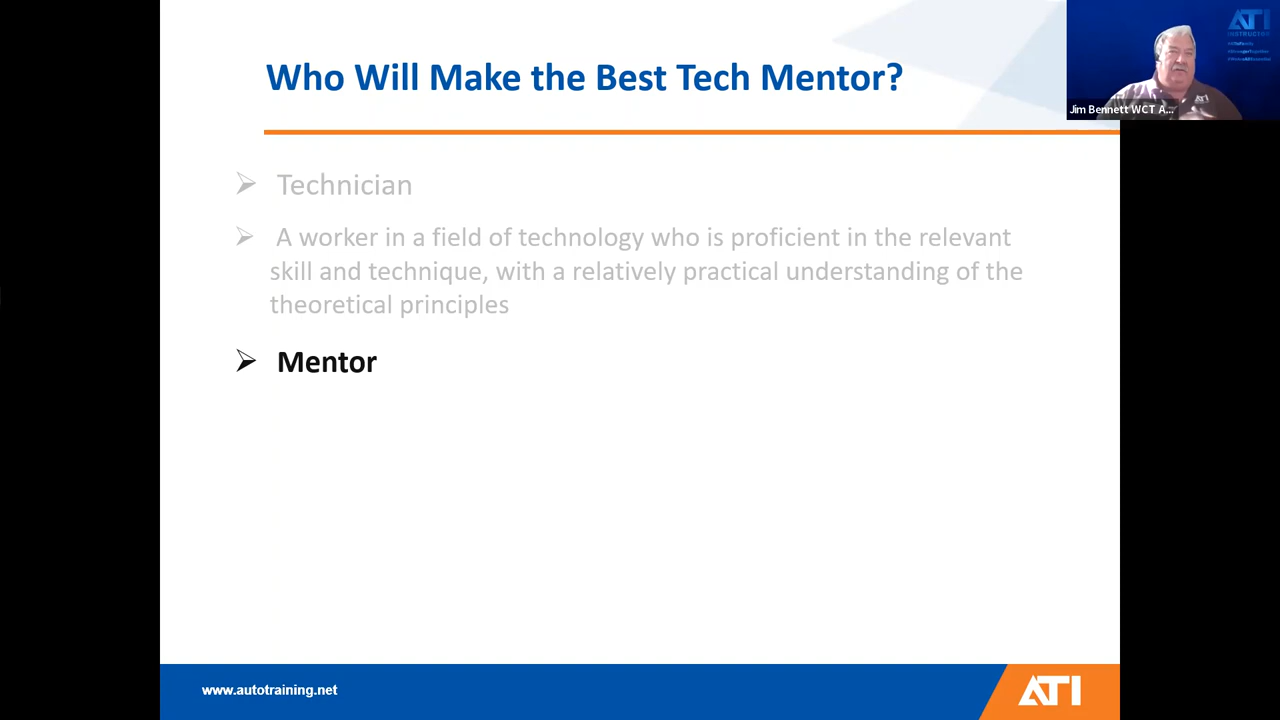 Who Will Make the Best Tech Mentor?
ATI
INSTRUCTOR
Jim Bennett WCT A...
ATI
➢ Technician
➢ A worker in a field of technology who is proficient in the relevant
skill and technique, with a relatively practical understanding of the
theoretical principles
➢ Mentor
www.autotraining.net
ATI